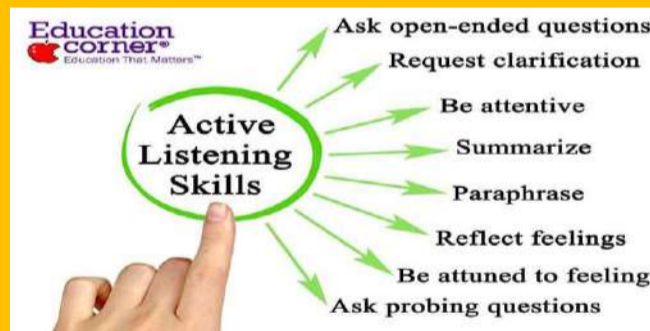 Education
corner®
Education That Matters™
Ask open-ended questions
Request clarification
Be attentive
Summarize
Paraphrase
Reflect feelings
Be attuned to feeling
Ask probing questions
Active
Listening
Skills